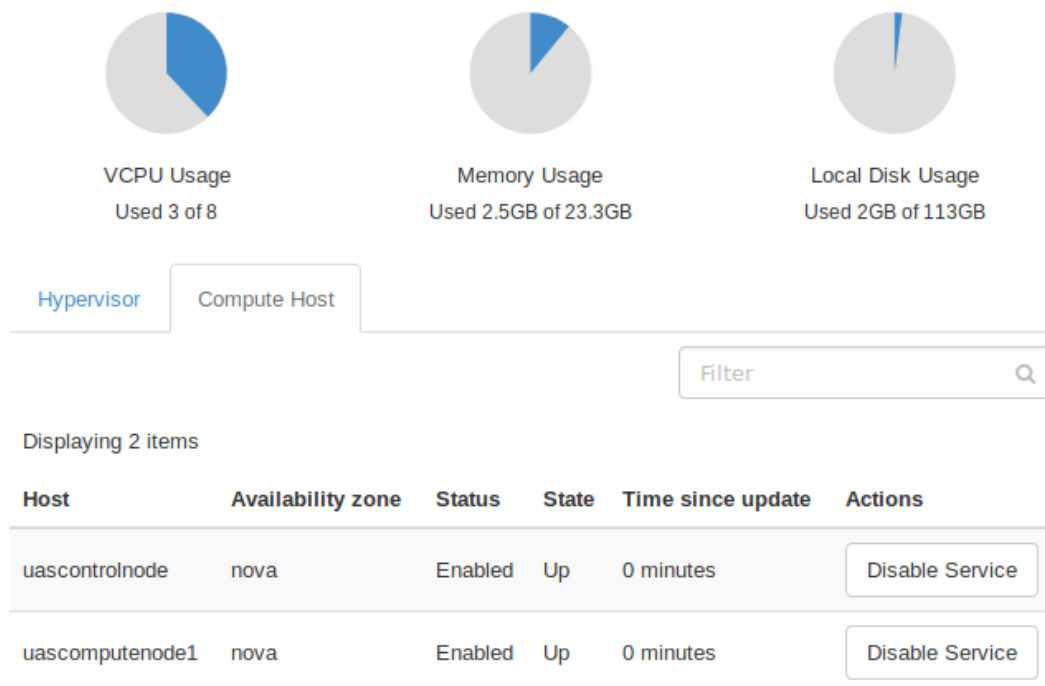 VCPU Usage
Used 3 of 8
Memory Usage
Used 2.5GB of 23.3GB
Local Disk Usage
Used 2GB of 113GB
Hypervisor
Compute Host
Filter
Displaying 2 items
Host Availability zone Status State Time since update Actions
uascontrolnode nova Enabled Up 0 minutes Disable Service
uascomputenode1 nova Enabled Up 0 minutes Disable Service